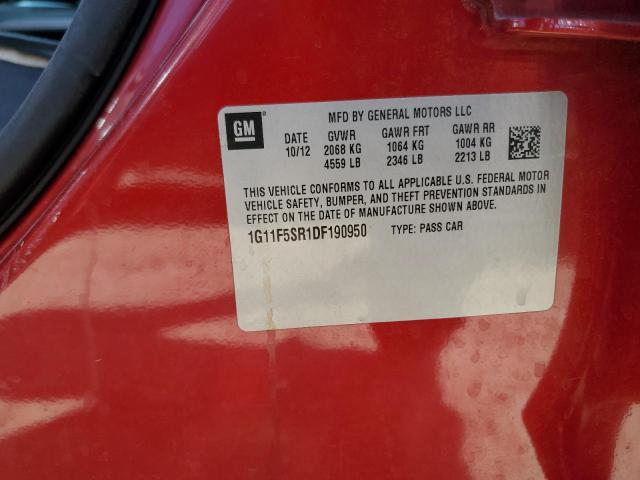 MFD BY GENERAL MOTORS LLC
GM
DATE GVWR GAWR FRT GAWR RR
10/12 2068 KG 1064 KG 1004 KG
4559 LB 2346 LB 2213 LB
THIS VEHICLE CONFORMS TO ALL APPLICABLE U.S. FEDERAL MOTOR
VEHICLE SAFETY, BUMPER, AND THEFT PREVENTION STANDARDS IN
EFFECT ON THE DATE OF MANUFACTURE SHOWN ABOVE.
1G11F5SR1DF190950 TYPE: PASS CAR